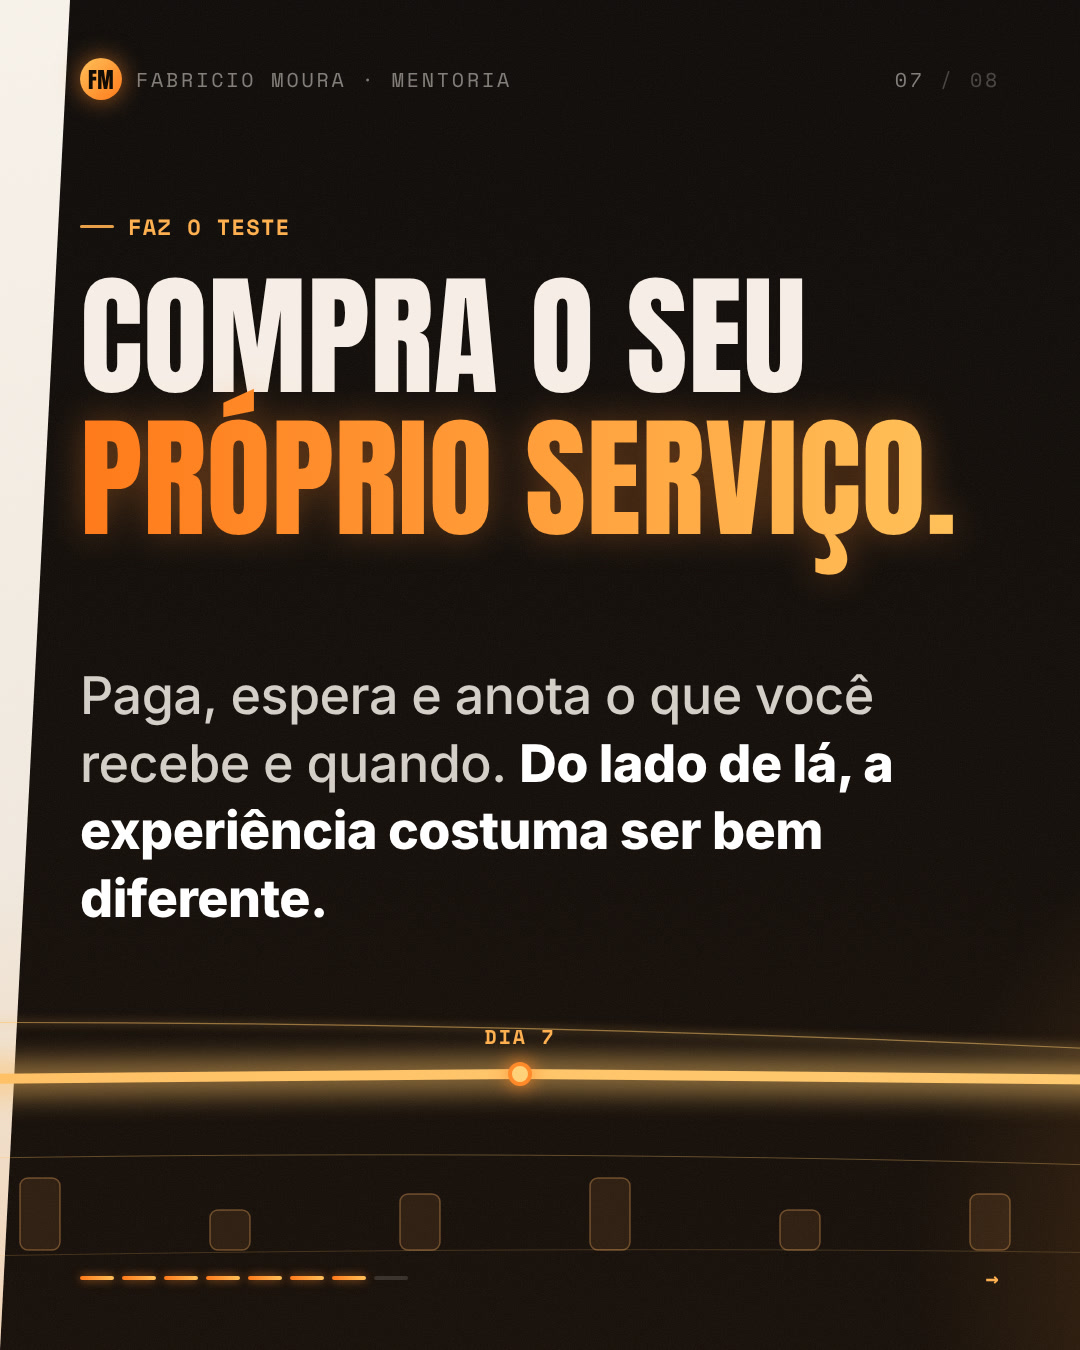 FM FABRICIO MOURA · MENTORIA 07 / 08
— FAZ O TESTE
COMPRA O SEU
PRÓPRIO SERVIÇO.
Paga, espera e anota o que você
recebe e quando. Do lado de lá, a
experiência costuma ser bem
diferente.
DIA 7
→